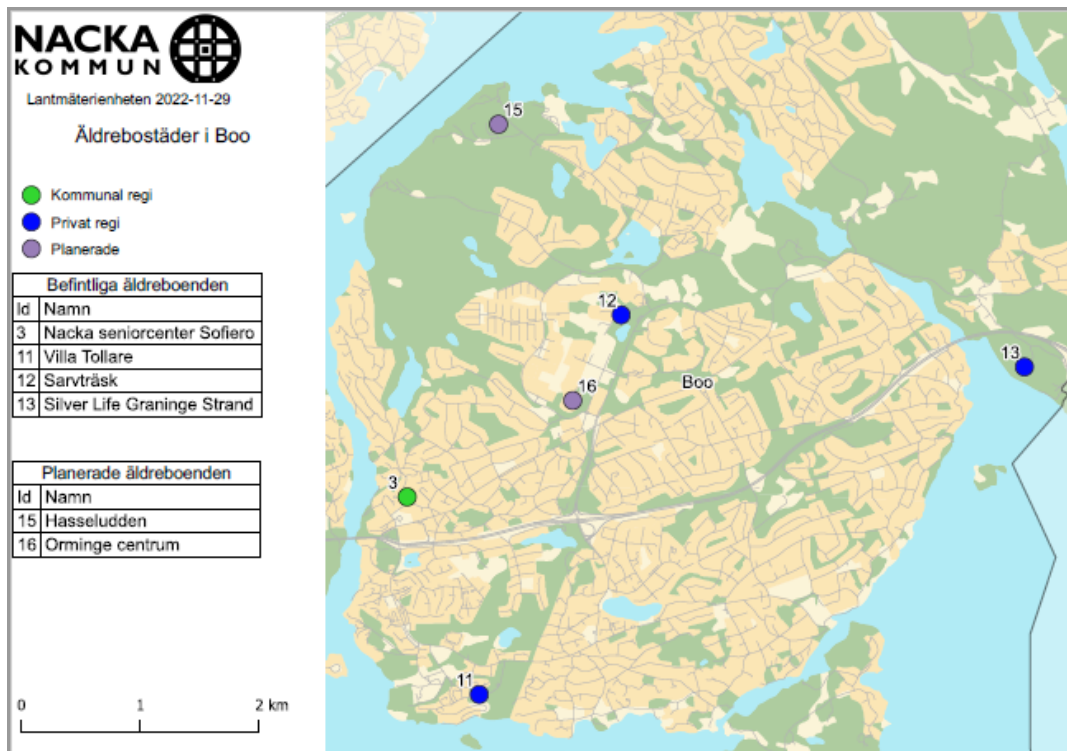 NACKA
KOMMUN
Lantmäterienheten 2022-11-29
Äldrebostäder i Boo
Kommunal regi
Privat regi
Planerade
Befintliga äldreboenden
Id Namn
3 Nacka seniorcenter Sofiero
11 Villa Tollare
12 Sarvträsk
13 Silver Life Graninge Strand
Planerade äldreboenden
Id Namn
15 Hasseludden
16 Orminge centrum
0 1 2 km
15
12
13
16
Boo
3
11